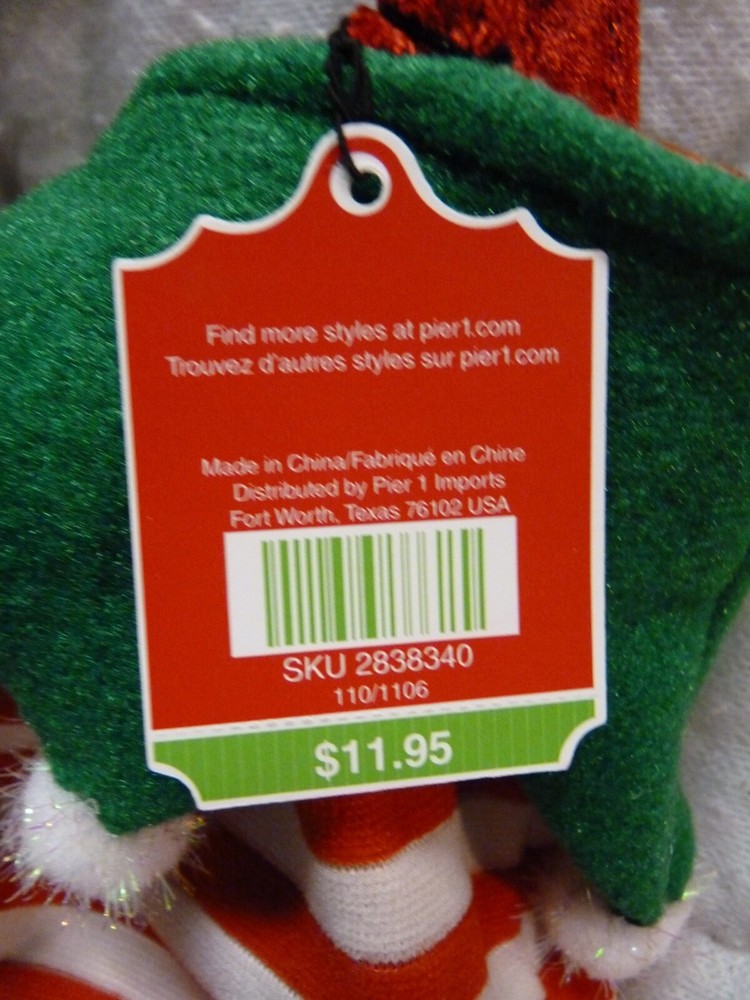 Find more styles at pier1.com
Trouvez d'autres styles sur pier1.com
Made in China/Fabriqué en Chine
Distributed by Pier 1 Imports
Fort Worth, Texas 76102 USA
SKU 2838340
110/1106
$11.95